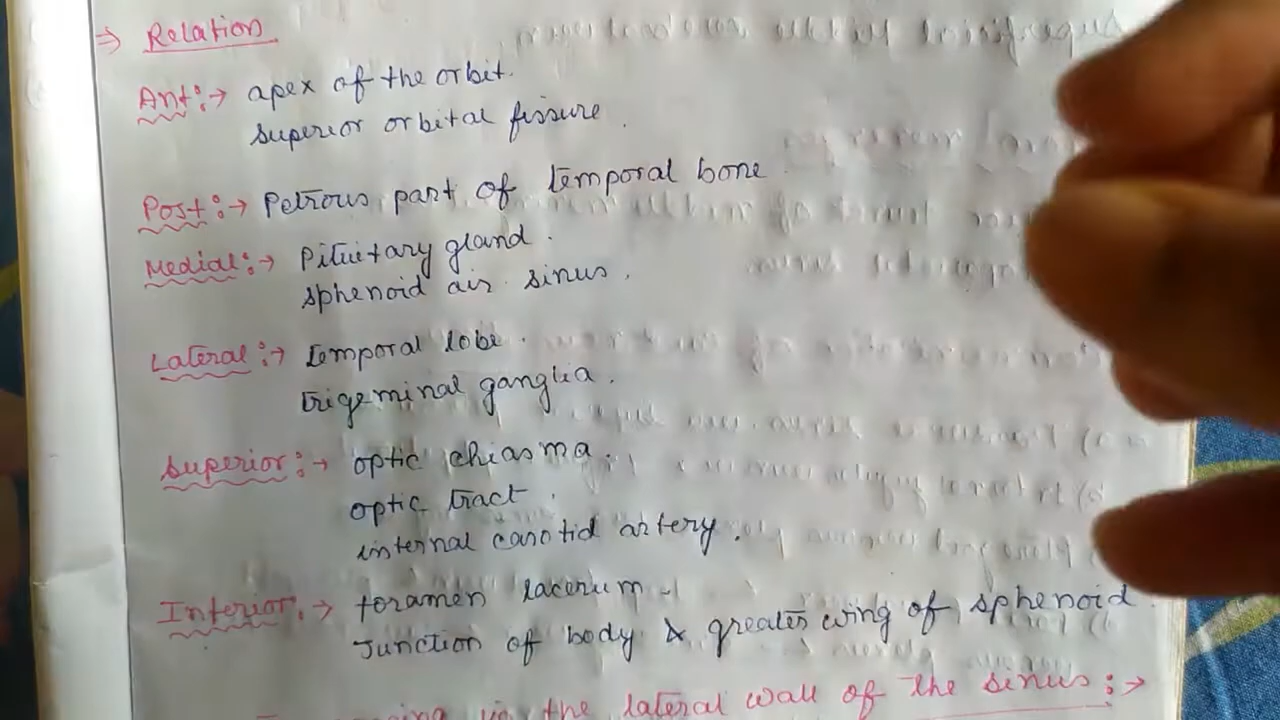 ⇒ Relation
Ant:→ apex of the orbit.
superior orbital fissure.
Post:→ Petrous part of temporal bone
Medial:→ Pituitary gland.
sphenoid air sinus.
Lateral:→ temporal lobe.
trigeminal ganglia.
Superior:→ optic chiasma.
optic tract.
internal carotid artery.
Inferior:→ foramen lacerum
Junction of body & greater wing of sphenoid.
in the lateral wall of the sinus:→